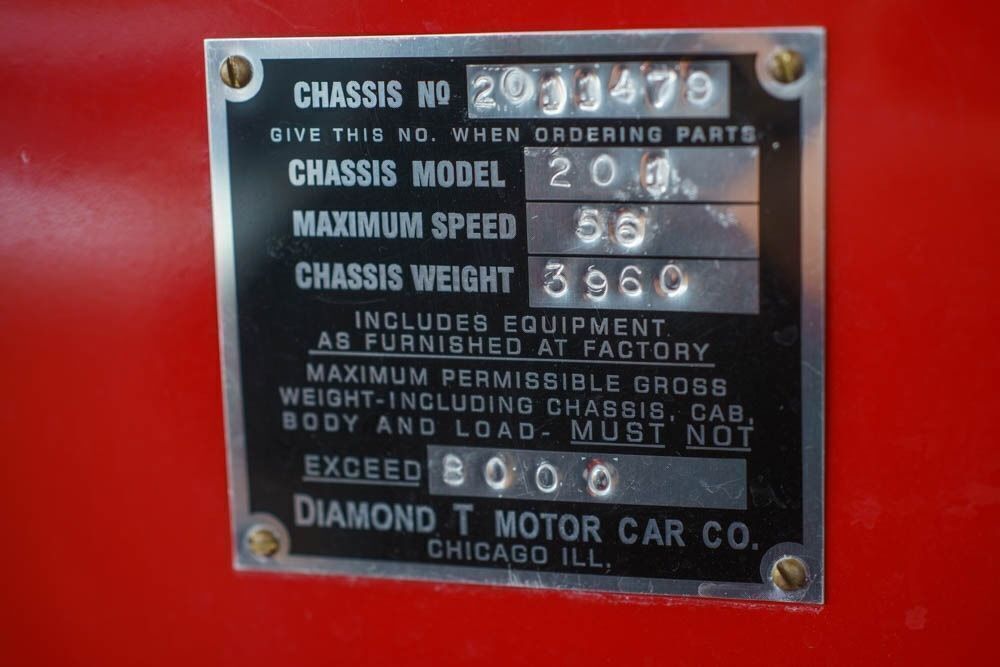 CHASSIS Nº 2011479
GIVE THIS NO. WHEN ORDERING PARTS
CHASSIS MODEL 201
MAXIMUM SPEED 56
CHASSIS WEIGHT 3960
INCLUDES EQUIPMENT.
AS FURNISHED AT FACTORY
MAXIMUM PERMISSIBLE GROSS
WEIGHT-INCLUDING CHASSIS, CAB,
BODY AND LOAD- MUST NOT
EXCEED 8000
DIAMOND T MOTOR CAR CO.
CHICAGO ILL.